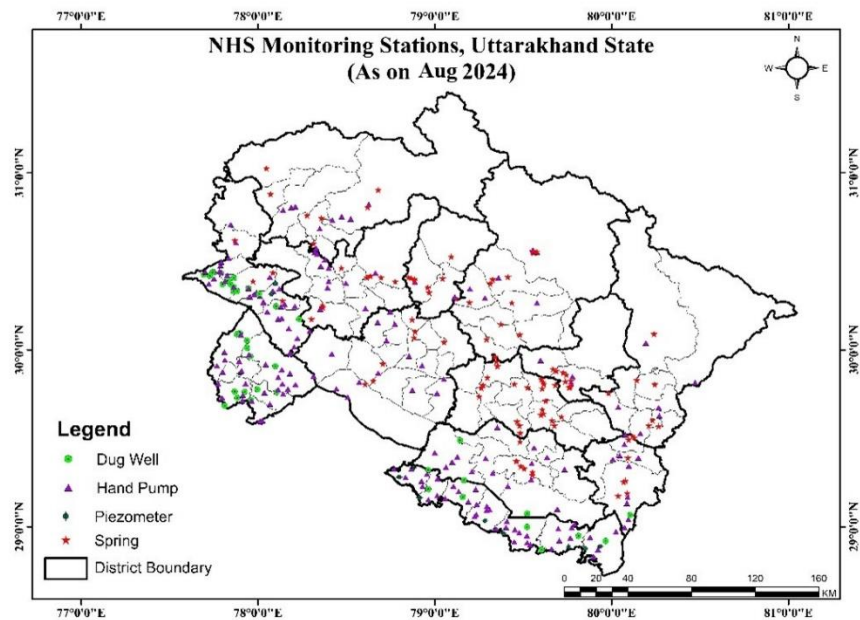 77°0'0"E 78°0'0"E 79°0'0"E 80°0'0"E 81°0'0"E
NHS Monitoring Stations, Uttarakhand State
(As on Aug 2024)
N
W E
S
31°0'0"N 31°0'0"N
30°0'0"N 30°0'0"N
29°0'0"N 29°0'0"N
Legend
Dug Well
Hand Pump
Piezometer
Spring
District Boundary
0 10 20 40 80 120 160
KM
77°0'0"E 78°0'0"E 79°0'0"E 80°0'0"E 81°0'0"E